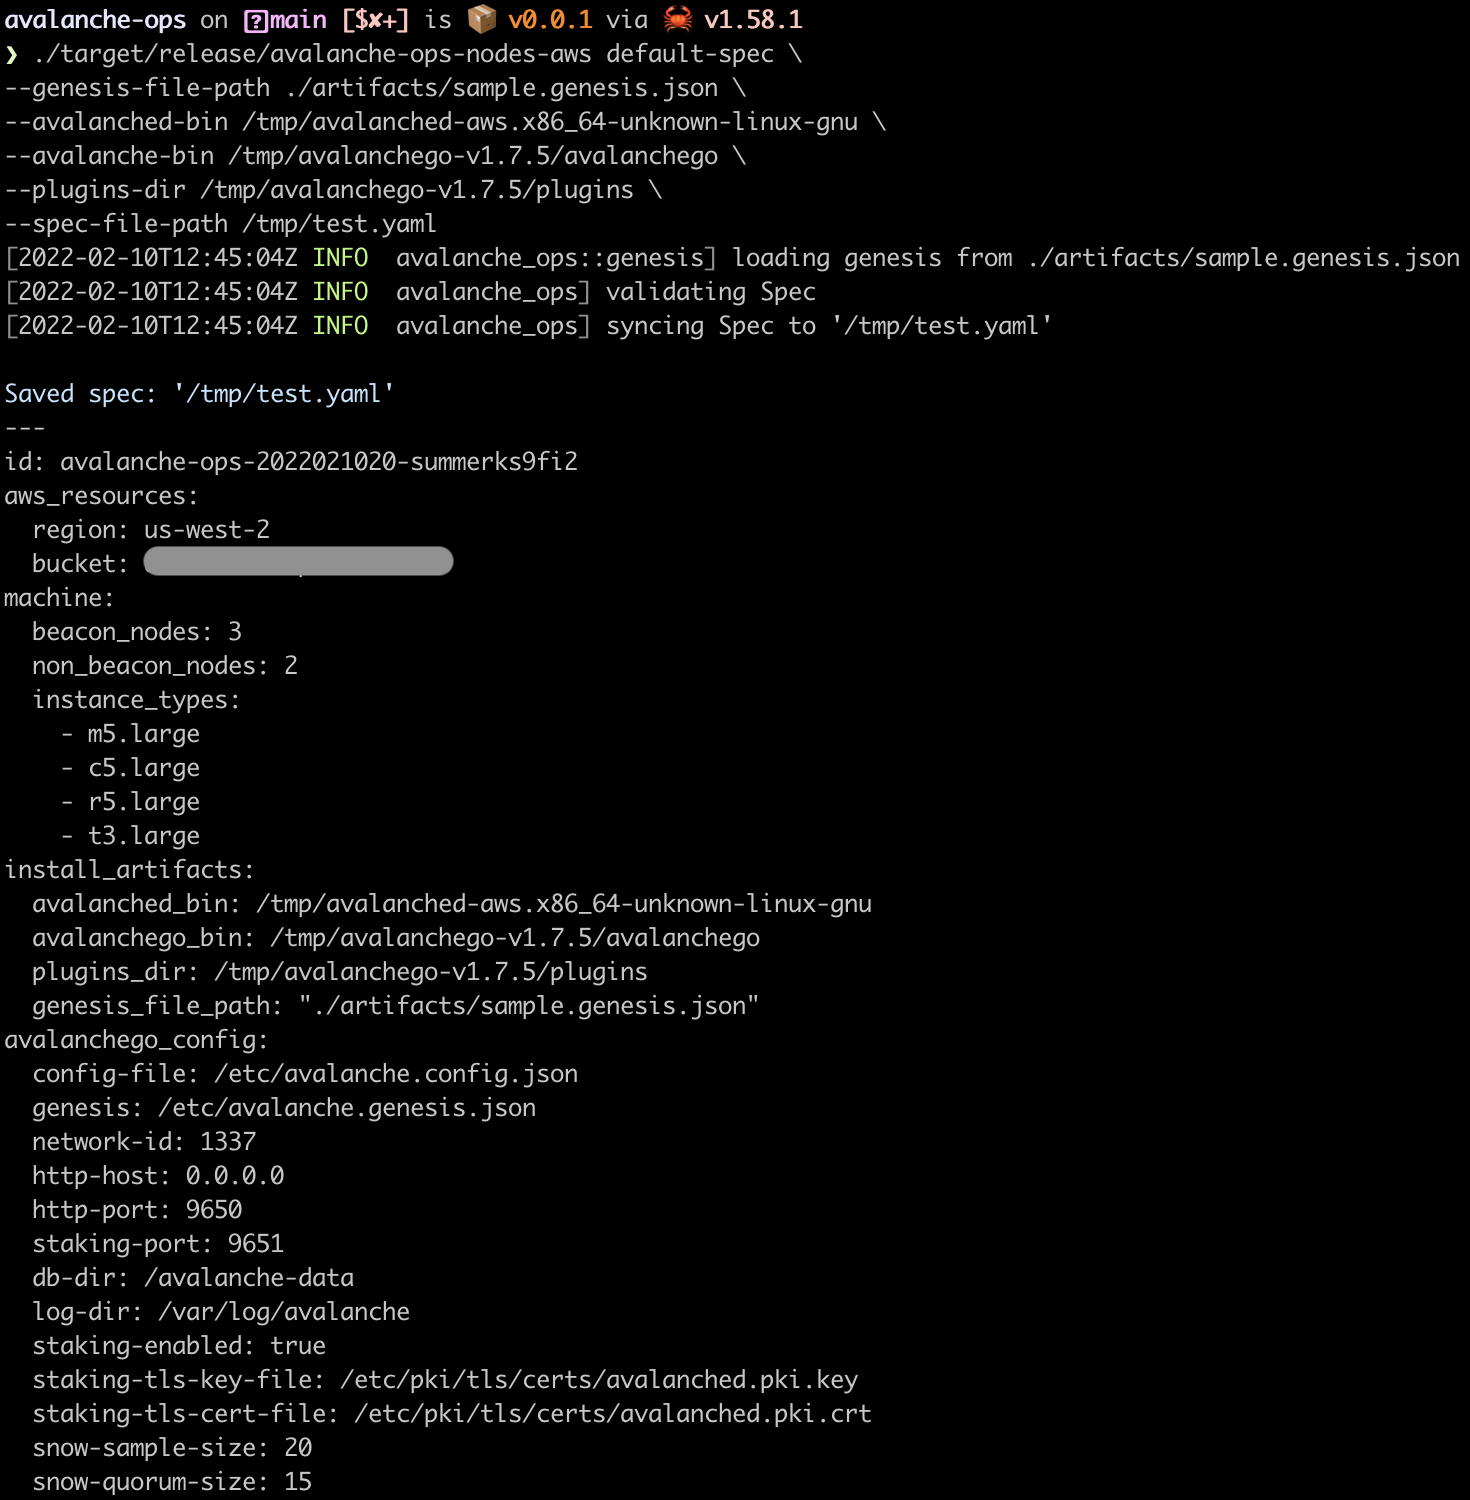 avalanche-ops on ?main [$✘+] is 📦 v0.0.1 via 🦀 v1.58.1
❯ ./target/release/avalanche-ops-nodes-aws default-spec \
--genesis-file-path ./artifacts/sample.genesis.json \
--avalanched-bin /tmp/avalanched-aws.x86_64-unknown-linux-gnu \
--avalanche-bin /tmp/avalanchego-v1.7.5/avalanchego \
--plugins-dir /tmp/avalanchego-v1.7.5/plugins \
--spec-file-path /tmp/test.yaml
[2022-02-10T12:45:04Z INFO  avalanche_ops::genesis] loading genesis from ./artifacts/sample.genesis.json
[2022-02-10T12:45:04Z INFO  avalanche_ops] validating Spec
[2022-02-10T12:45:04Z INFO  avalanche_ops] syncing Spec to '/tmp/test.yaml'

Saved spec: '/tmp/test.yaml'
---
id: avalanche-ops-2022021020-summerks9fi2
aws_resources:
  region: us-west-2
  bucket:
machine:
  beacon_nodes: 3
  non_beacon_nodes: 2
  instance_types:
    - m5.large
    - c5.large
    - r5.large
    - t3.large
install_artifacts:
  avalanched_bin: /tmp/avalanched-aws.x86_64-unknown-linux-gnu
  avalanchego_bin: /tmp/avalanchego-v1.7.5/avalanchego
  plugins_dir: /tmp/avalanchego-v1.7.5/plugins
  genesis_file_path: "./artifacts/sample.genesis.json"
avalanchego_config:
  config-file: /etc/avalanche.config.json
  genesis: /etc/avalanche.genesis.json
  network-id: 1337
  http-host: 0.0.0.0
  http-port: 9650
  staking-port: 9651
  db-dir: /avalanche-data
  log-dir: /var/log/avalanche
  staking-enabled: true
  staking-tls-key-file: /etc/pki/tls/certs/avalanched.pki.key
  staking-tls-cert-file: /etc/pki/tls/certs/avalanched.pki.crt
  snow-sample-size: 20
  snow-quorum-size: 15